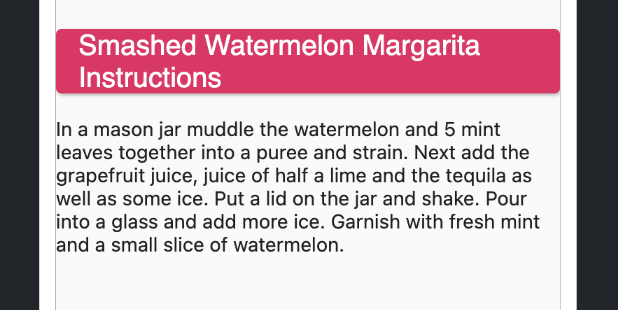 Smashed Watermelon Margarita
Instructions
In a mason jar muddle the watermelon and 5 mint
leaves together into a puree and strain. Next add the
grapefruit juice, juice of half a lime and the tequila as
well as some ice. Put a lid on the jar and shake. Pour
into a glass and add more ice. Garnish with fresh mint
and a small slice of watermelon.